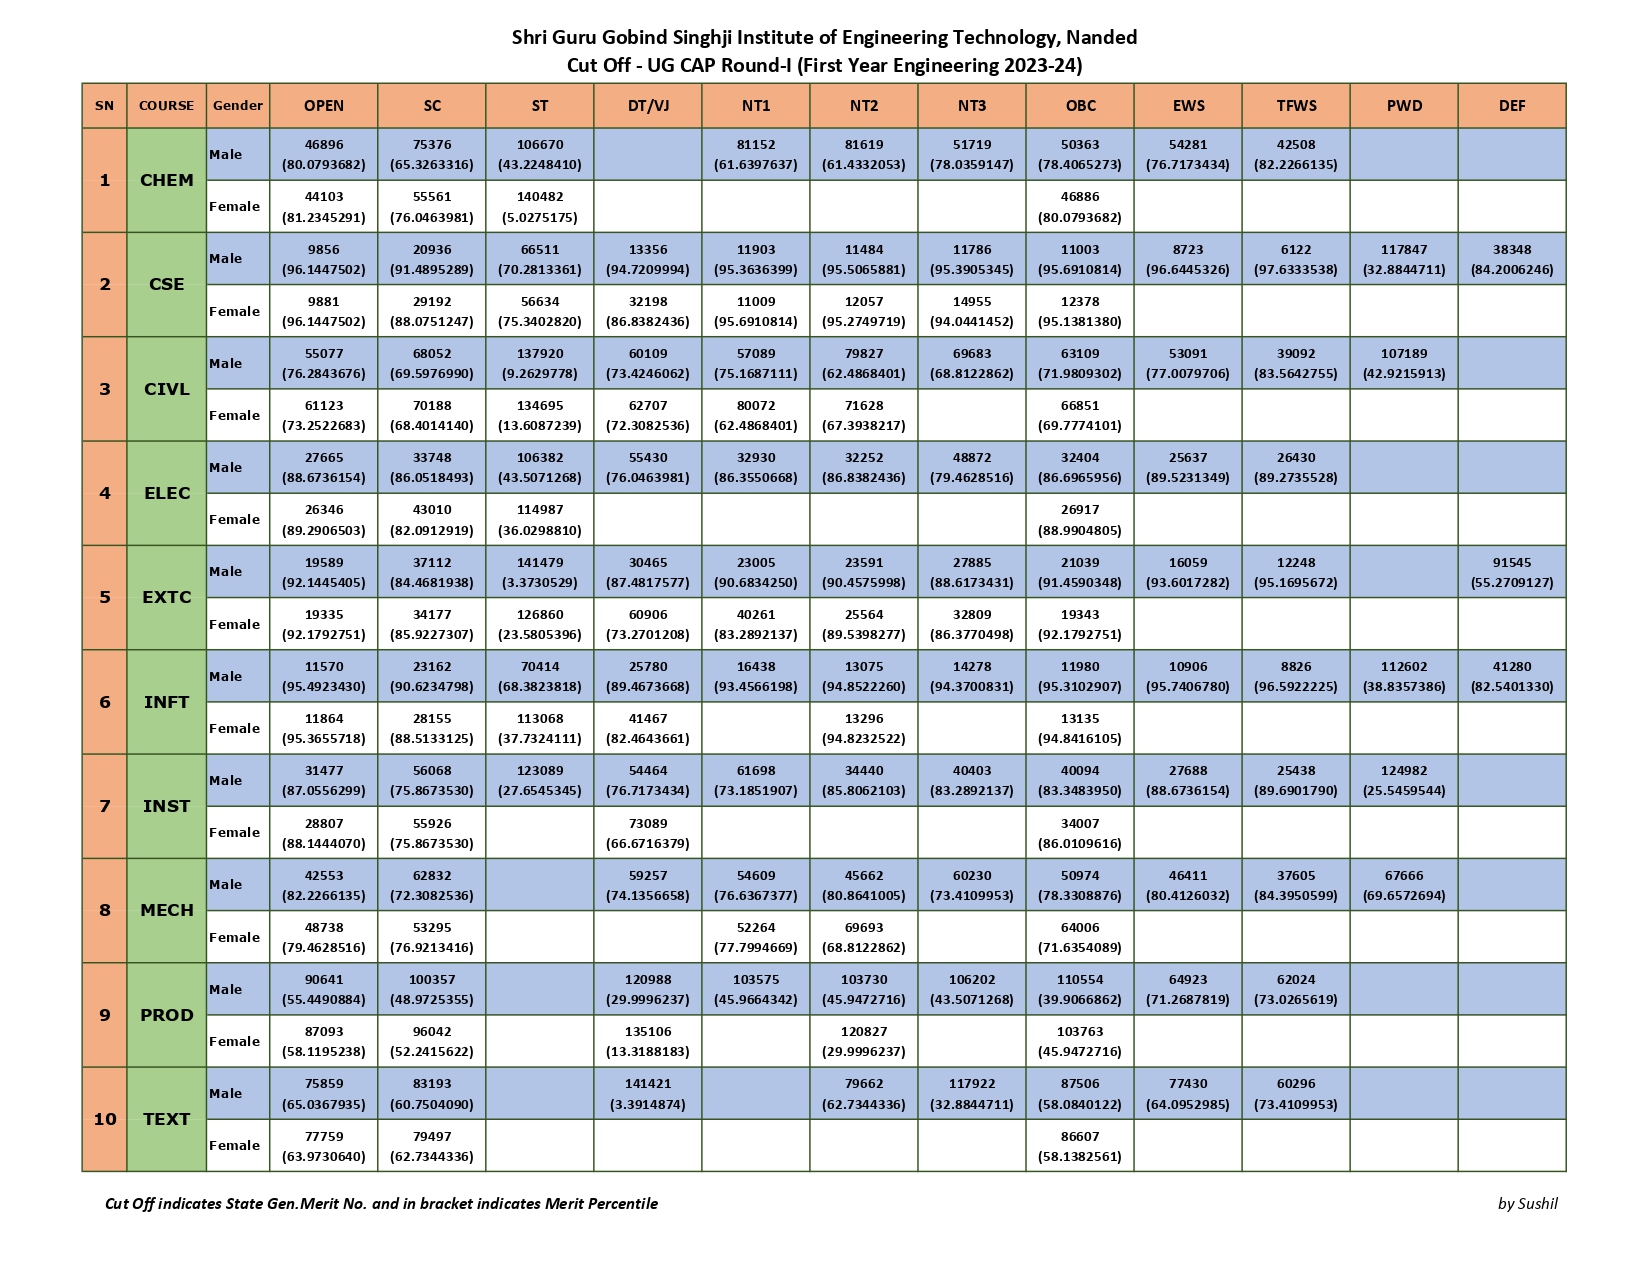 Shri Guru Gobind Singhji Institute of Engineering Technology, Nanded
Cut Off - UG CAP Round-I (First Year Engineering 2023-24)
SN COURSE Gender OPEN SC ST DT/VJ NT1 NT2 NT3 OBC EWS TFWS PWD DEF
1 CHEM
Male 46896 75376 106670 81152 81619 51719 50363 54281 42508
(80.0793682) (65.3263316) (43.2248410) (61.6397637) (61.4332053) (78.0359147) (78.4065273) (76.7173434) (82.2266135)
Female 44103 55561 140482 46886
(81.2345291) (76.0463981) (5.0275175) (80.0793682)
2 CSE
Male 9856 20936 66511 13356 11903 11484 11786 11003 8723 6122 117847 38348
(96.1447502) (91.4895289) (70.2813361) (94.7209994) (95.3636399) (95.5065881) (95.3905345) (95.6910814) (96.6445326) (97.6333538) (32.8844711) (84.2006246)
Female 9881 29192 56634 32198 11009 12057 14955 12378
(96.1447502) (88.0751247) (75.3402820) (86.8382436) (95.6910814) (95.2749719) (94.0441452) (95.1381380)
3 CIVL
Male 55077 68052 137920 60109 57089 79827 69683 63109 53091 39092 107189
(76.2843676) (69.5976990) (9.2629778) (73.4246062) (75.1687111) (62.4868401) (68.8122862) (71.9809302) (77.0079706) (83.5642755) (42.9215913)
Female 61123 70188 134695 62707 80072 71628 66851
(73.2522683) (68.4014140) (13.6087239) (72.3082536) (62.4868401) (67.3938217) (69.7774101)
4 ELEC
Male 27665 33748 106382 55430 32930 32252 48872 32404 25637 26430
(88.6736154) (86.0518493) (43.5071268) (76.0463981) (86.3550668) (86.8382436) (79.4628516) (86.6965956) (89.5231349) (89.2735528)
Female 26346 43010 114987 26917
(89.2906503) (82.0912919) (36.0298810) (88.9904805)
5 EXTC
Male 19589 37112 141479 30465 23005 23591 27885 21039 16059 12248 91545
(92.1445405) (84.4681938) (3.3730529) (87.4817577) (90.6834250) (90.4575998) (88.6173431) (91.4590348) (93.6017282) (95.1695672) (55.2709127)
Female 19335 34177 126860 60906 40261 25564 32809 19343
(92.1792751) (85.9227307) (23.5805396) (73.2701208) (83.2892137) (89.5398277) (86.3770498) (92.1792751)
6 INFT
Male 11570 23162 70414 25780 16438 13075 14278 11980 10906 8826 112602 41280
(95.4923430) (90.6234798) (68.3823818) (89.4673668) (93.4566198) (94.8522260) (94.3700831) (95.3102907) (95.7406780) (96.5922225) (38.8357386) (82.5401330)
Female 11864 28155 113068 41467 13296 13135
(95.3655718) (88.5133125) (37.7324111) (82.4643661) (94.8232522) (94.8416105)
7 INST
Male 31477 56068 123089 54464 61698 34440 40403 40094 27688 25438 124982
(87.0556299) (75.8673530) (27.6545345) (76.7173434) (73.1851907) (85.8062103) (83.2892137) (83.3483950) (88.6736154) (89.6901790) (25.5459544)
Female 28807 55926 73089 34007
(88.1444070) (75.8673530) (66.6716379) (86.0109616)
8 MECH
Male 42553 62832 59257 54609 45662 60230 50974 46411 37605 67666
(82.2266135) (72.3082536) (74.1356658) (76.6367377) (80.8641005) (73.4109953) (78.3308876) (80.4126032) (84.3950599) (69.6572694)
Female 48738 53295 52264 69693 64006
(79.4628516) (76.9213416) (77.7994669) (68.8122862) (71.6354089)
9 PROD
Male 90641 100357 120988 103575 103730 106202 110554 64923 62024
(55.4490884) (48.9725355) (29.9996237) (45.9664342) (45.9472716) (43.5071268) (39.9066862) (71.2687819) (73.0265619)
Female 87093 96042 135106 120827 103763
(58.1195238) (52.2415622) (13.3188183) (29.9996237) (45.9472716)
10 TEXT
Male 75859 83193 141421 79662 117922 87506 77430 60296
(65.0367935) (60.7504090) (3.3914874) (62.7344336) (32.8844711) (58.0840122) (64.0952985) (73.4109953)
Female 77759 79497 86607
(63.9730640) (62.7344336) (58.1382561)
Cut Off indicates State Gen.Merit No. and in bracket indicates Merit Percentile
by Sushil